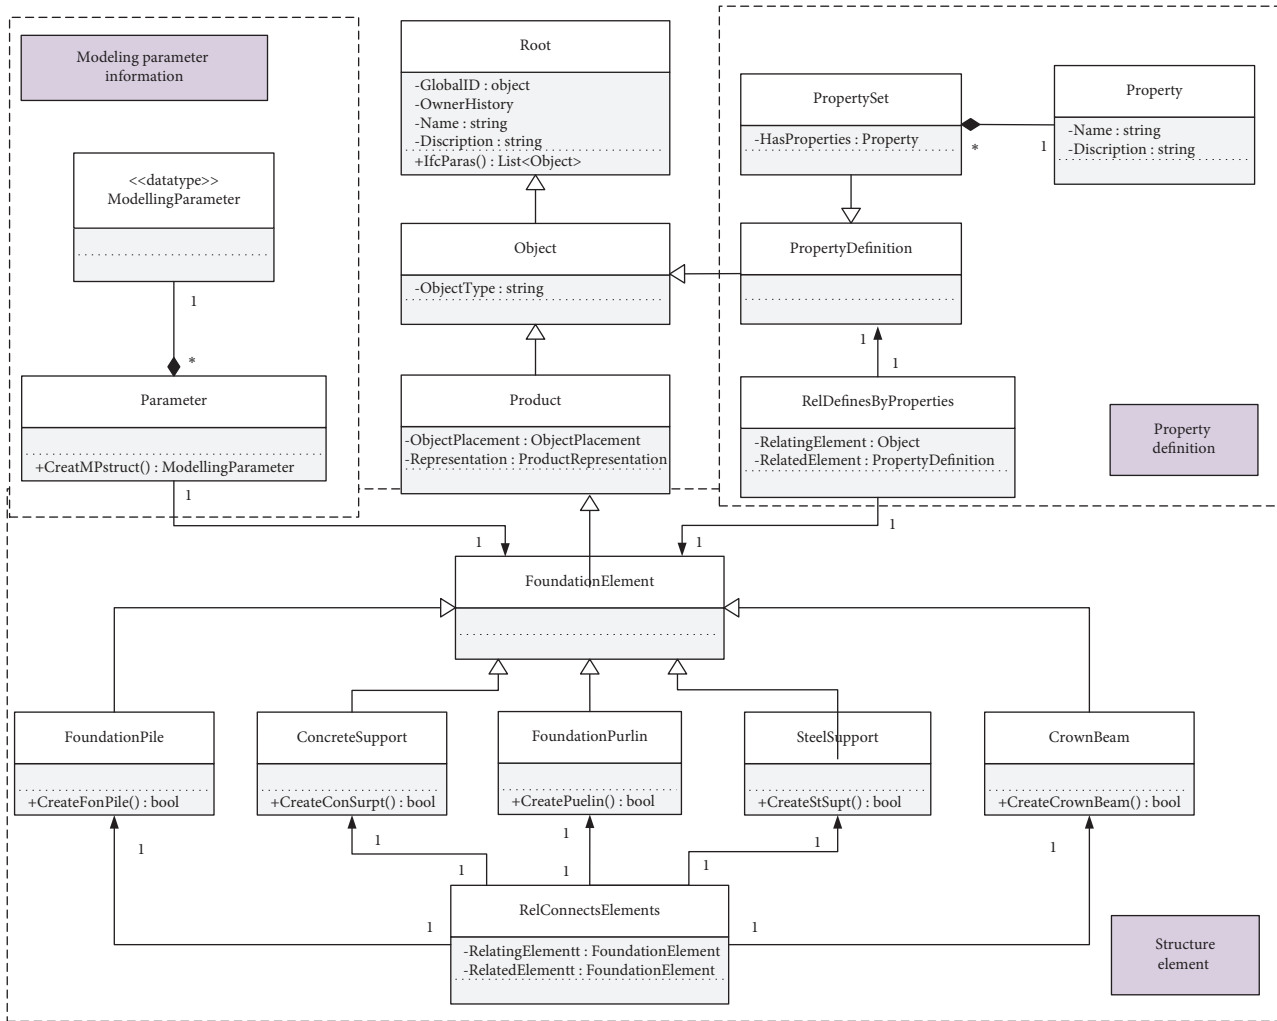 Modeling parameter
information
<<datatype>>
ModellingParameter
1
*
Parameter
+CreatMPstruct() : ModellingParameter
1
1
Root
-GlobalID : object
-OwnerHistory
-Name : string
-Discription : string
+IfcParas() : List<Object>
Object
-ObjectType : string
Product
-ObjectPlacement : ObjectPlacement
-Representation : ProductRepresentation
PropertySet
-HasProperties : Property
*
1
Property
-Name : string
-Discription : string
PropertyDefinition
1
1
RelDefinesByProperties
-RelatingElement : Object
-RelatedElement : PropertyDefinition
1
1
Property
definition
FoundationElement
FoundationPile
+CreateFonPile() : bool
ConcreteSupport
+CreateConSurpt() : bool
FoundationPurlin
+CreatePuelin() : bool
SteelSupport
+CreateStSupt() : bool
CrownBeam
+CreateCrownBeam() : bool
1
1
1
1
1
1
1
1
1
1
RelConnectsElements
-RelatingElementt : FoundationElement
-RelatedElementt : FoundationElement
Structure
element